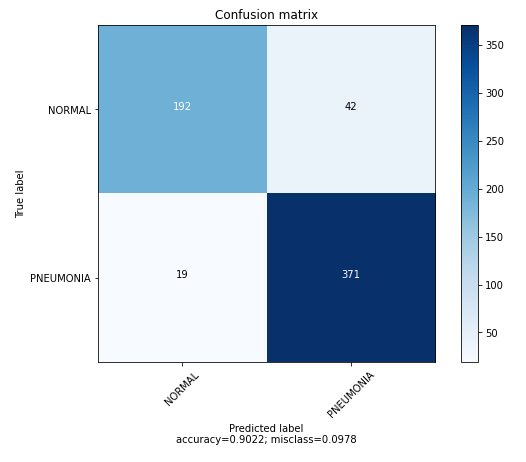 Confusion matrix
NORMAL
192
42
350
300
250
200
150
100
50
True label
PNEUMONIA
19
371
NORMAL
PNEUMONIA
Predicted label
accuracy=0.9022; misclass=0.0978